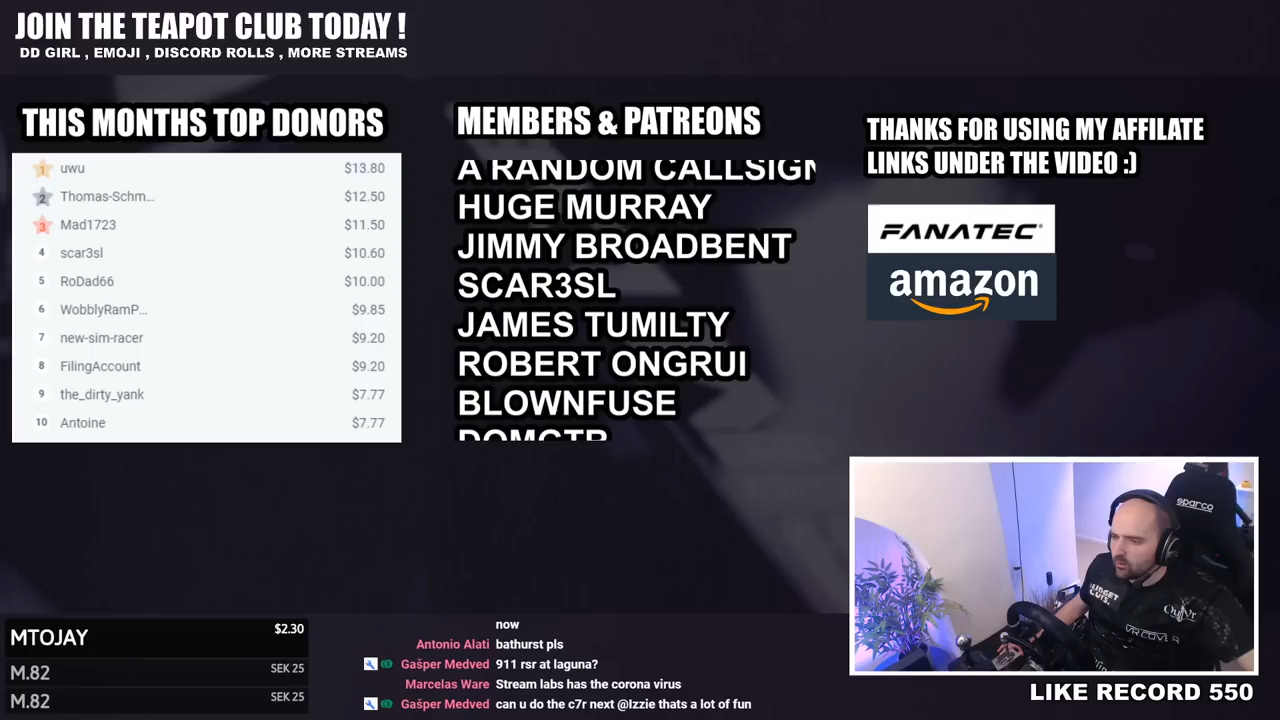 JOIN THE TEAPOT CLUB TODAY !
DD GIRL , EMOJI , DISCORD ROLLS , MORE STREAMS
THIS MONTHS TOP DONORS
1 uwu $13.80
2 Thomas-Schm... $12.50
3 Mad1723 $11.50
4 scar3sl $10.60
5 RoDad66 $10.00
6 WobblyRamP... $9.85
7 new-sim-racer $9.20
8 FilingAccount $9.20
9 the_dirty_yank $7.77
10 Antoine $7.77
MEMBERS & PATREONS
A RANDOM CALLSIGN
HUGE MURRAY
JIMMY BROADBENT
SCAR3SL
JAMES TUMILTY
ROBERT ONGRUI
BLOWNFUSE
THANKS FOR USING MY AFFILATE
LINKS UNDER THE VIDEO :)
FANATEC
amazon
sparco
VR COVER
MTOJAY $2.30
M.82 SEK 25
M.82 SEK 25
now
Antonio Alati bathurst pls
Gašper Medved 911 rsr at laguna?
Marcelas Ware Stream labs has the corona virus
Gašper Medved can u do the c7r next @Izzie thats a lot of fun
LIKE RECORD 550